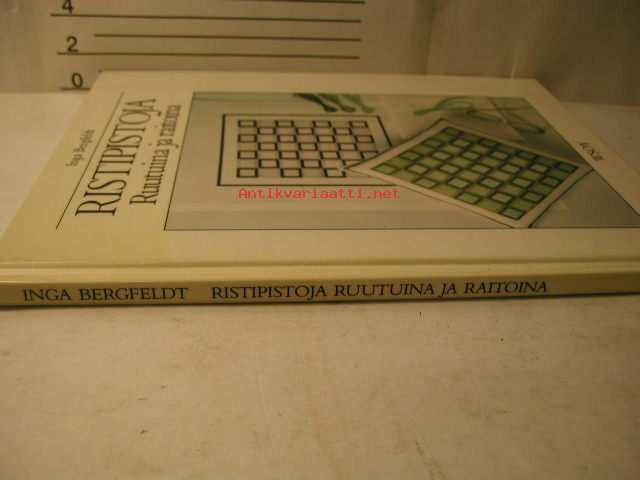 4
2
0
Inga Bergfeldt
RISTIPISTOJA
Ruutuina ja raitoina
Antikvariaatti.net
INGA BERGFELDT RISTIPISTOJA RUUTUINA JA RAITOINA